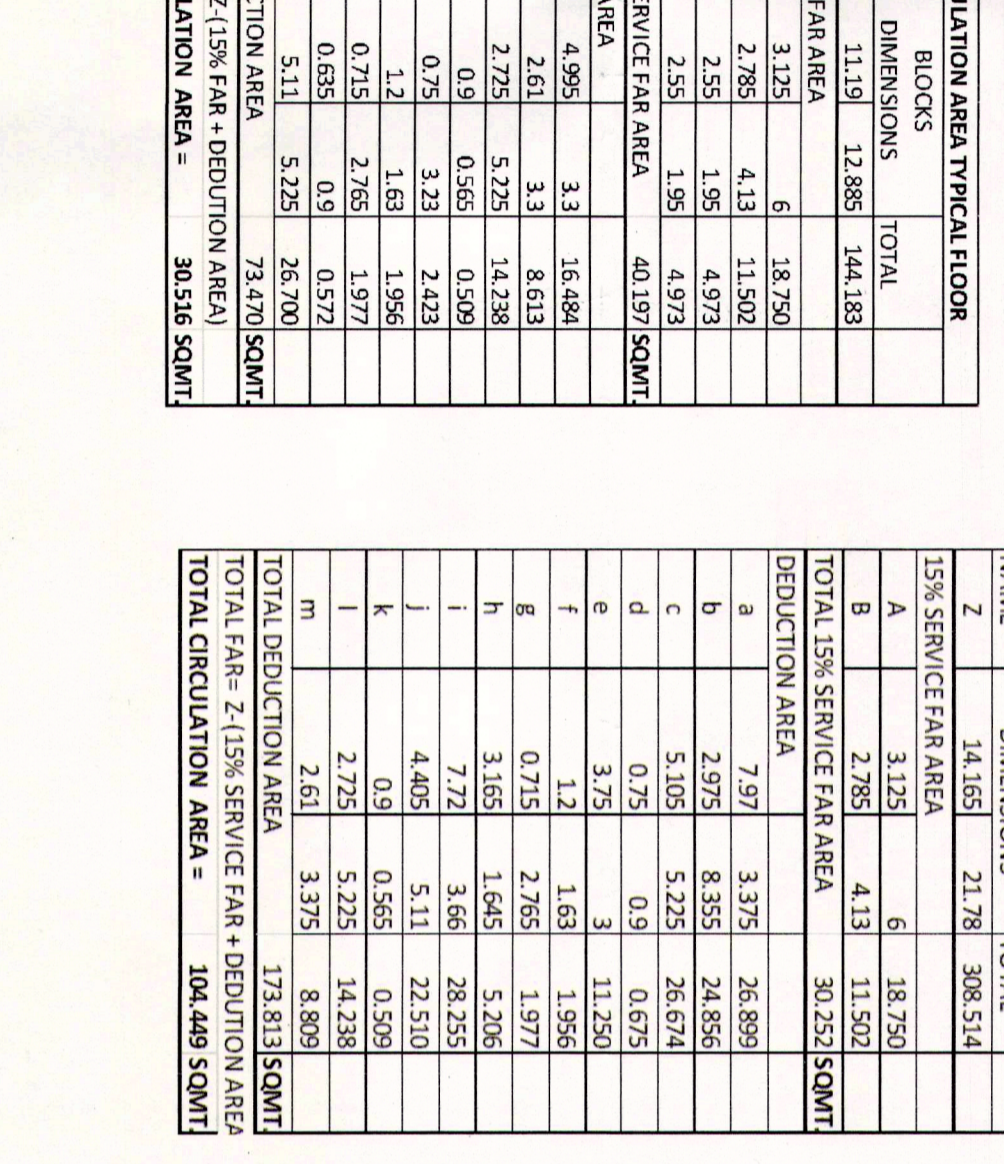 ULATION AREA TYPICAL FLOOR
BLOCKS
DIMENSIONS TOTAL
11.19 12.885 144.183
FAR AREA
3.125 6 18.750
2.785 4.13 11.502
2.55 1.95 4.973
2.55 1.95 4.973
ERVICE FAR AREA 40.197 SQMT.
AREA
4.995 3.3 16.484
2.61 3.3 8.613
2.725 5.225 14.238
0.9 0.565 0.509
0.75 3.23 2.423
1.2 1.63 1.956
0.715 2.765 1.977
0.635 0.9 0.572
5.11 5.225 26.700
CTION AREA 73.470 SQMT.
Z-(15% FAR + DEDUTION AREA)
LATION AREA = 30.516 SQMT.
Z 14.165 21.78 308.514
15% SERVICE FAR AREA
A 3.125 6 18.750
B 2.785 4.13 11.502
TOTAL 15% SERVICE FAR AREA 30.252 SQMT.
DEDUCTION AREA
a 7.97 3.375 26.899
b 2.975 8.355 24.856
c 5.105 5.225 26.674
d 0.75 0.9 0.675
e 3.75 3 11.250
f 1.2 1.63 1.956
g 0.715 2.765 1.977
h 3.165 1.645 5.206
i 7.72 3.66 28.255
j 4.405 5.11 22.510
k 0.9 0.565 0.509
l 2.725 5.225 14.238
m 2.61 3.375 8.809
TOTAL DEDUCTION AREA 173.813 SQMT.
TOTAL FAR= Z-(15% SERVICE FAR + DEDUTION AREA
TOTAL CIRCULATION AREA = 104.449 SQMT.